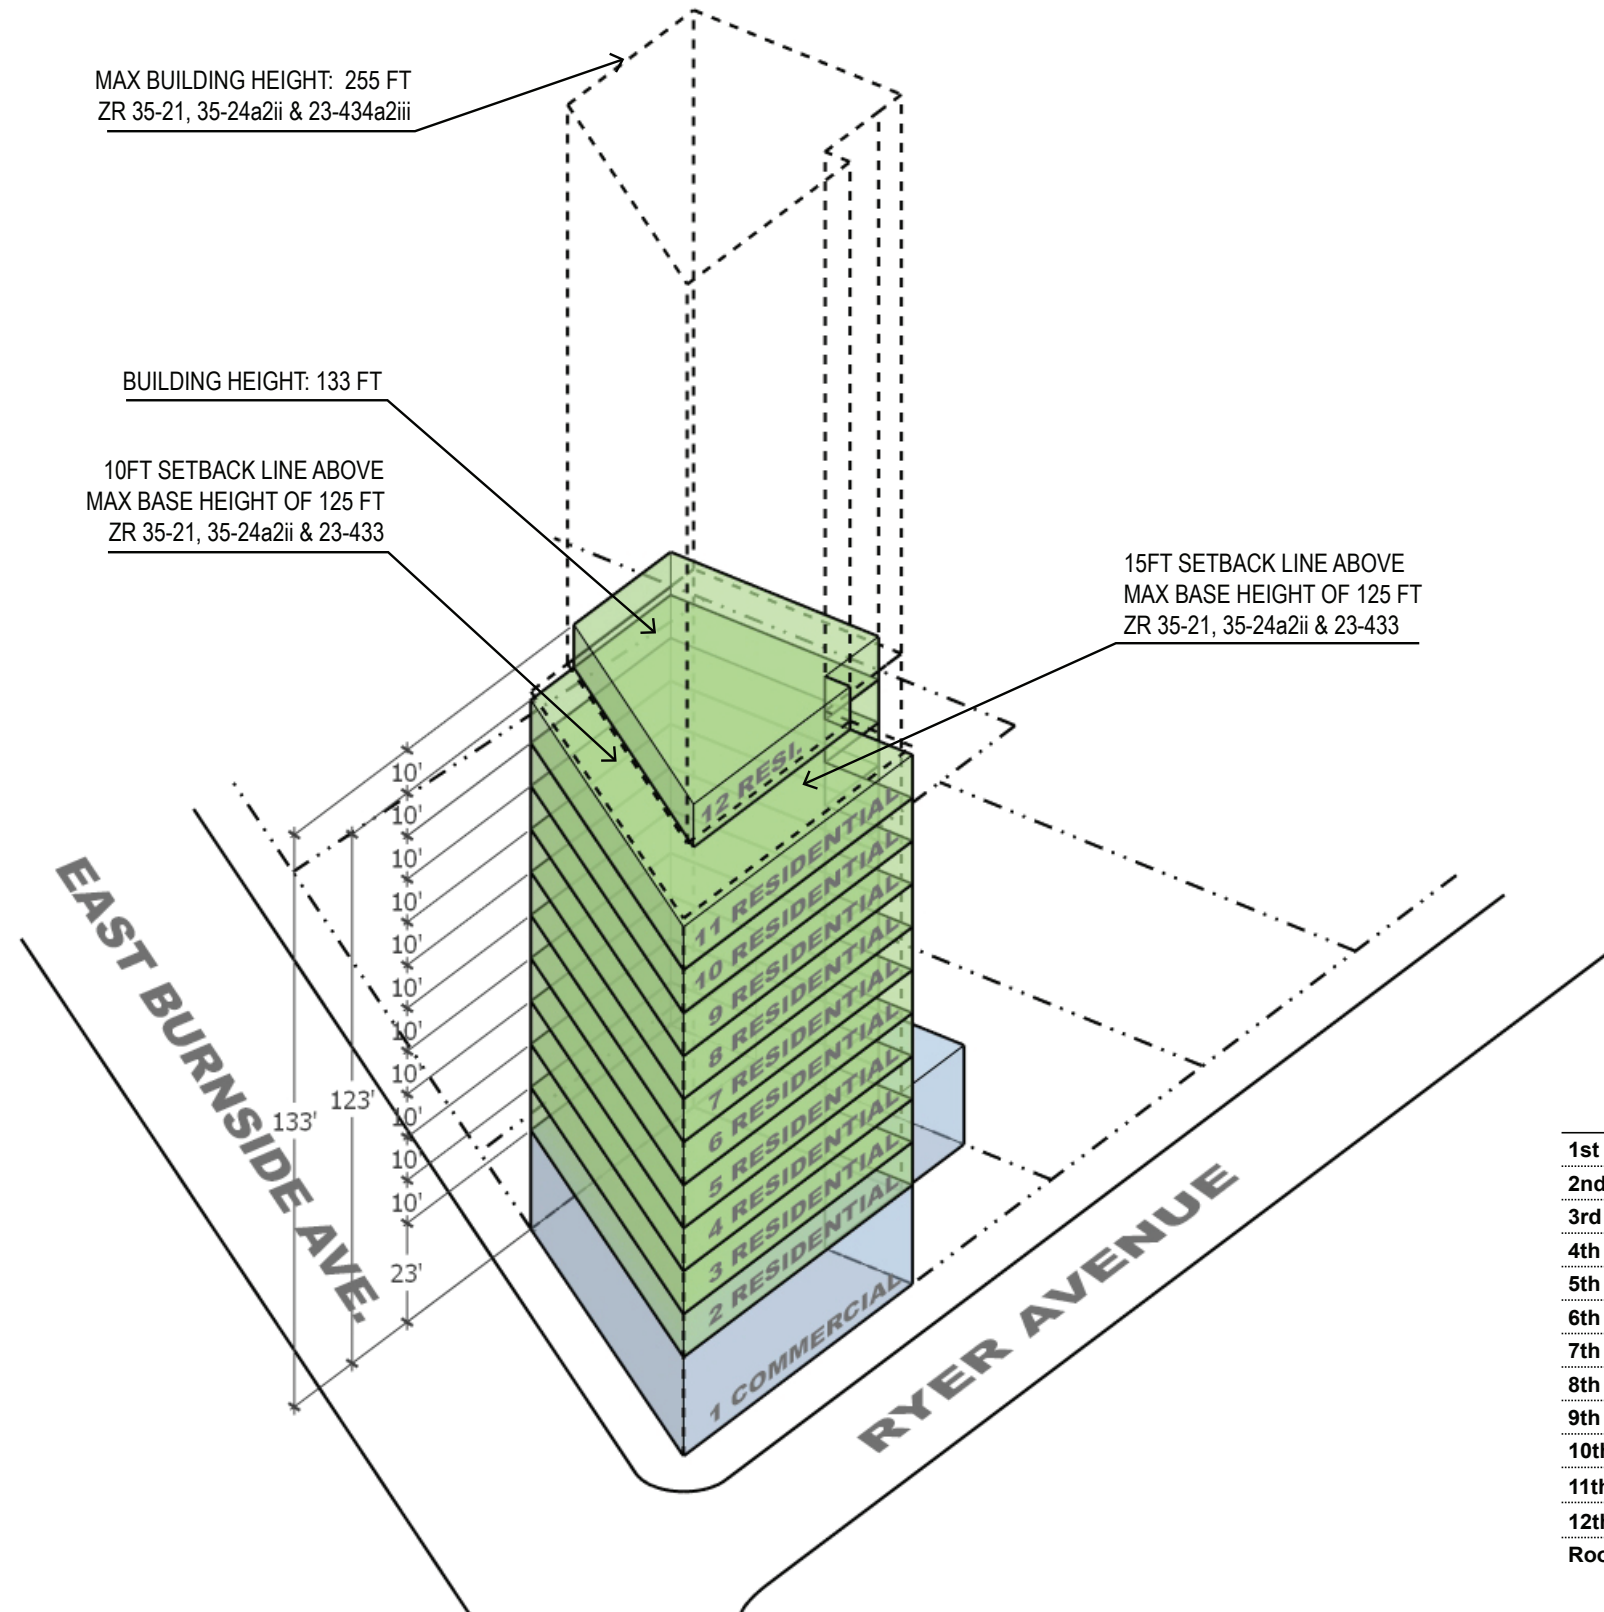 MAX BUILDING HEIGHT: 255 FT
ZR 35-21, 35-24a2ii & 23-434a2iii
BUILDING HEIGHT: 133 FT
10FT SETBACK LINE ABOVE
MAX BASE HEIGHT OF 125 FT
ZR 35-21, 35-24a2ii & 23-433
15FT SETBACK LINE ABOVE
MAX BASE HEIGHT OF 125 FT
ZR 35-21, 35-24a2ii & 23-433
12 RESI.
11 RESIDENTIAL
10 RESIDENTIAL
9 RESIDENTIAL
8 RESIDENTIAL
7 RESIDENTIAL
6 RESIDENTIAL
5 RESIDENTIAL
4 RESIDENTIAL
3 RESIDENTIAL
2 RESIDENTIAL
1 COMMERCIAL
10'
10'
10'
10'
10'
10'
10'
10'
10'
10'
10'
23'
123'
133'
EAST BURNSIDE AVE.
RYER AVENUE
1st
2nd
3rd
4th
5th
6th
7th
8th
9th
10th
11th
12th